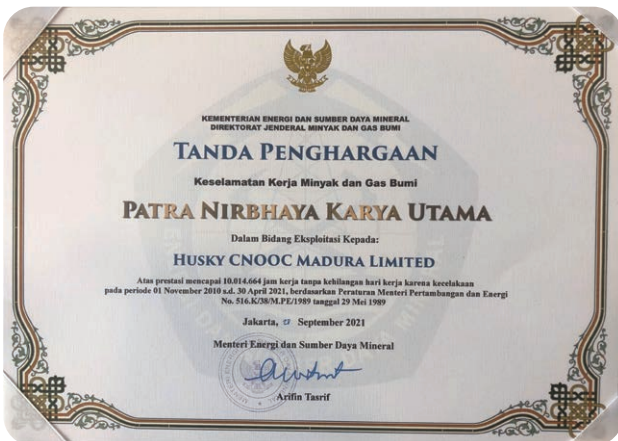 KEMENTERIAN ENERGI DAN SUMBER DAYA MINERAL
DIREKTORAT JENDERAL MINYAK DAN GAS BUMI
TANDA PENGHARGAAN
Keselamatan Kerja Minyak dan Gas Bumi
PATRA NIRBHAYA KARYA UTAMA
Dalam Bidang Eksploitasi Kepada:
HUSKY CNOOC MADURA LIMITED
Atas prestasi mencapai 10.014.664 jam kerja tanpa kehilangan hari kerja karena kecelakaan
pada periode 01 November 2010 s.d. 30 April 2021, berdasarkan Peraturan Menteri Pertambangan dan Energi
No. 516.K/38/M.PE/1989 tanggal 29 Mei 1989
Jakarta, September 2021
Menteri Energi dan Sumber Daya Mineral
Arifin Tasrif